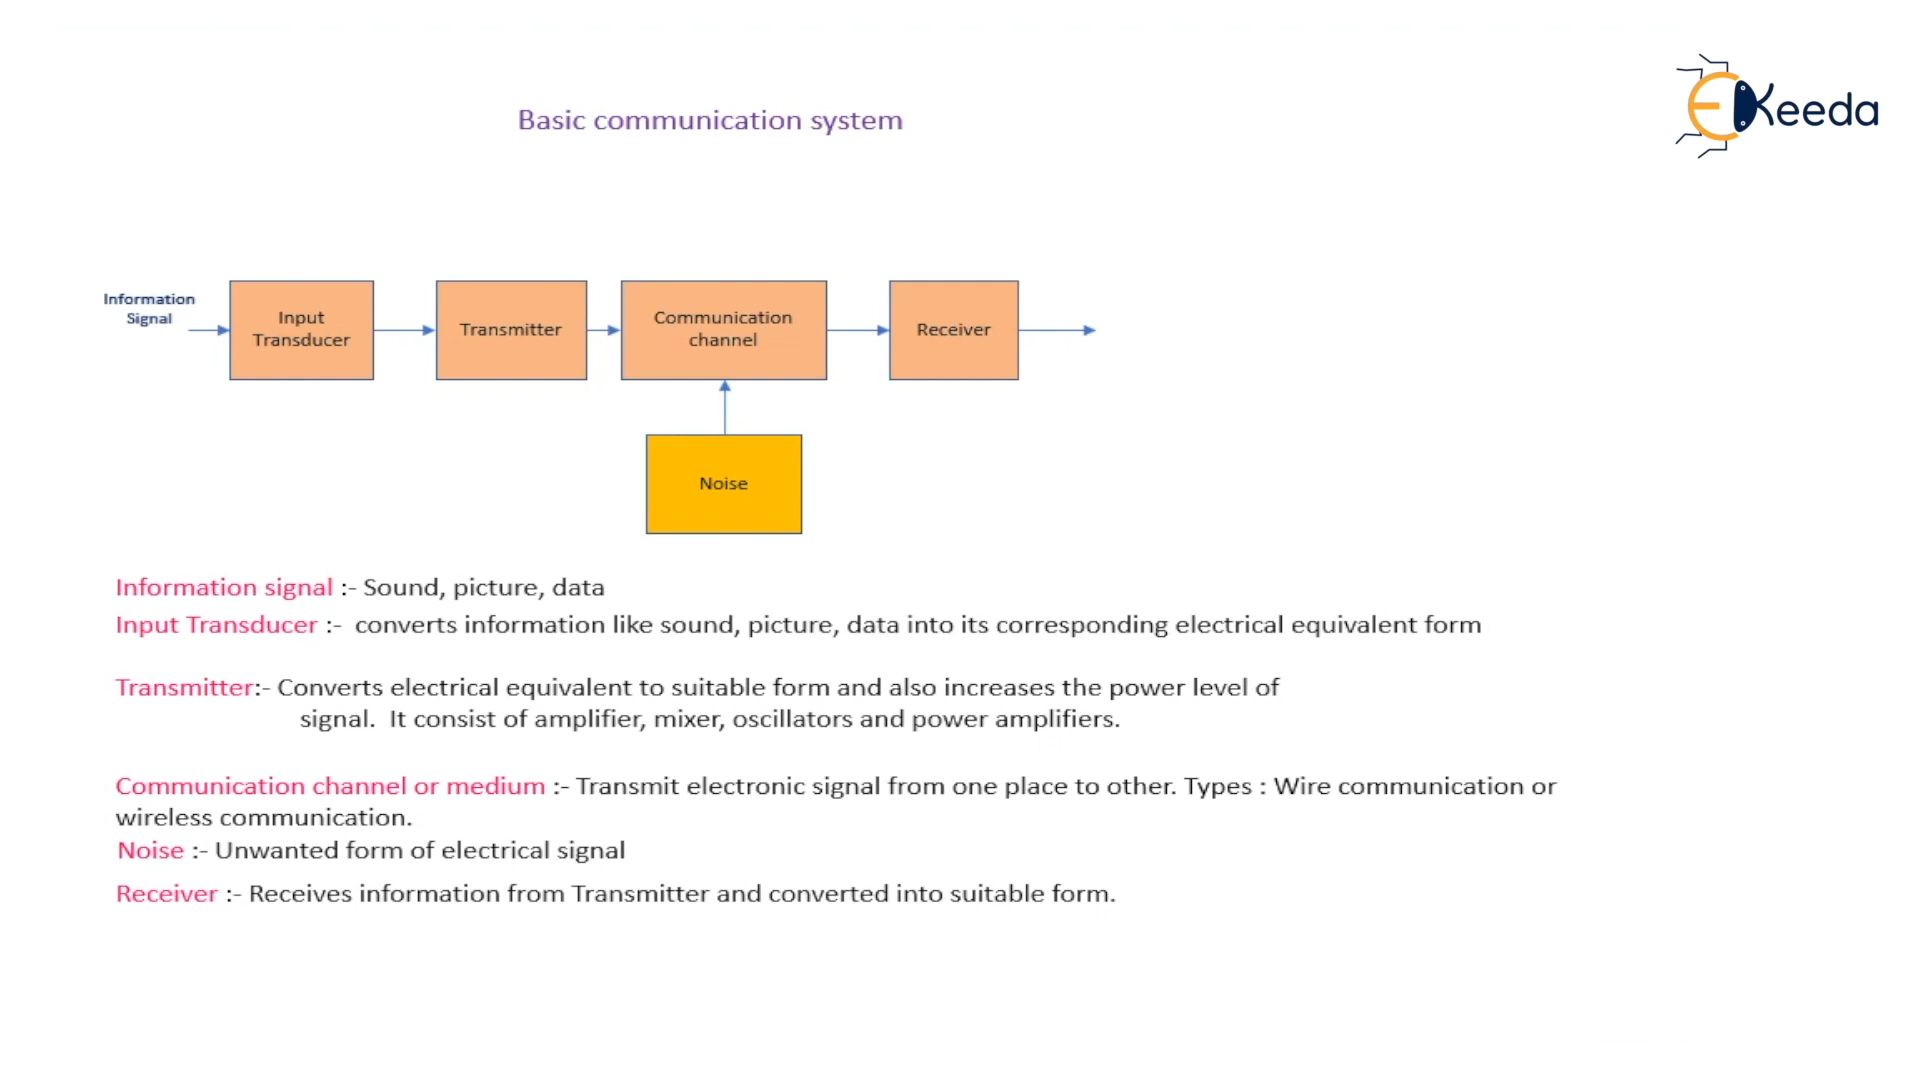 EKeeda
Basic communication system
Information
Signal
Input
Transducer
Transmitter
Communication
channel
Receiver
Noise
Information signal :- Sound, picture, data
Input Transducer :- converts information like sound, picture, data into its corresponding electrical equivalent form
Transmitter:- Converts electrical equivalent to suitable form and also increases the power level of
signal. It consist of amplifier, mixer, oscillators and power amplifiers.
Communication channel or medium :- Transmit electronic signal from one place to other. Types : Wire communication or
wireless communication.
Noise :- Unwanted form of electrical signal
Receiver :- Receives information from Transmitter and converted into suitable form.